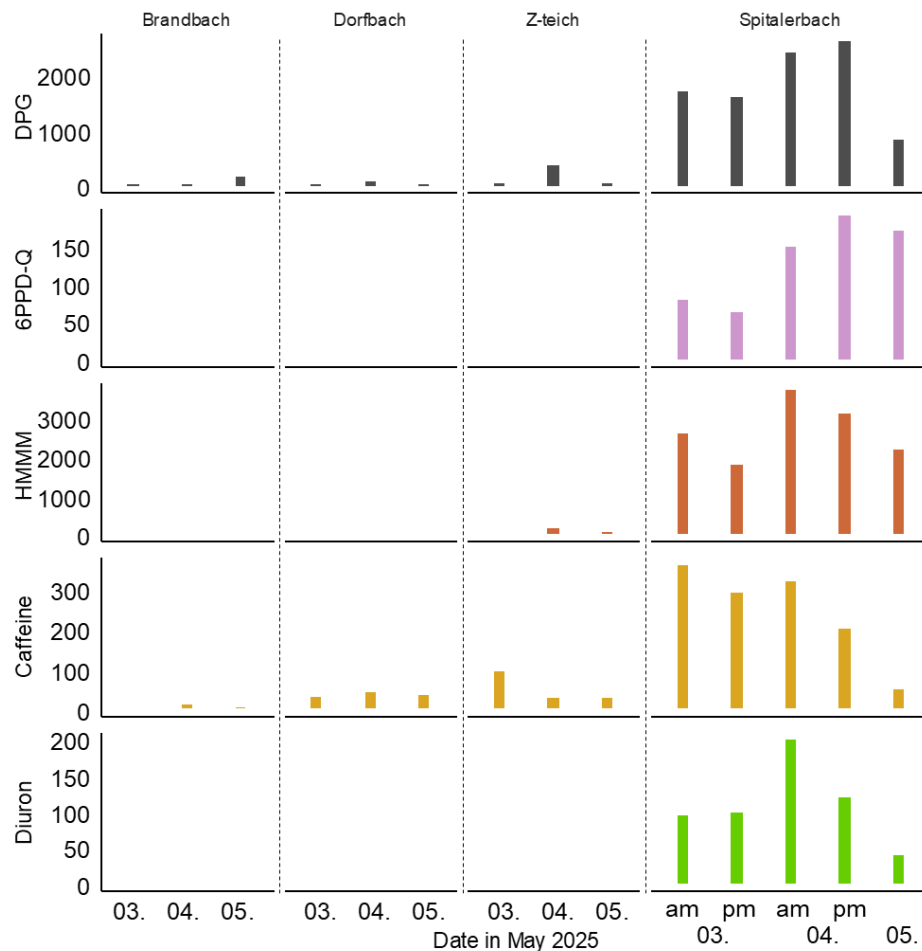 Brandbach Dorfbach Z-teich Spitalerbach
DPG
2000
1000
0
6PPD-Q
150
100
50
0
HMMM
3000
2000
1000
0
Caffeine
300
200
100
0
Diuron
200
150
100
50
0
03. 04. 05. 03. 04. 05. 03. 04. 05. am pm am pm
03. 04. 05.
Date in May 2025